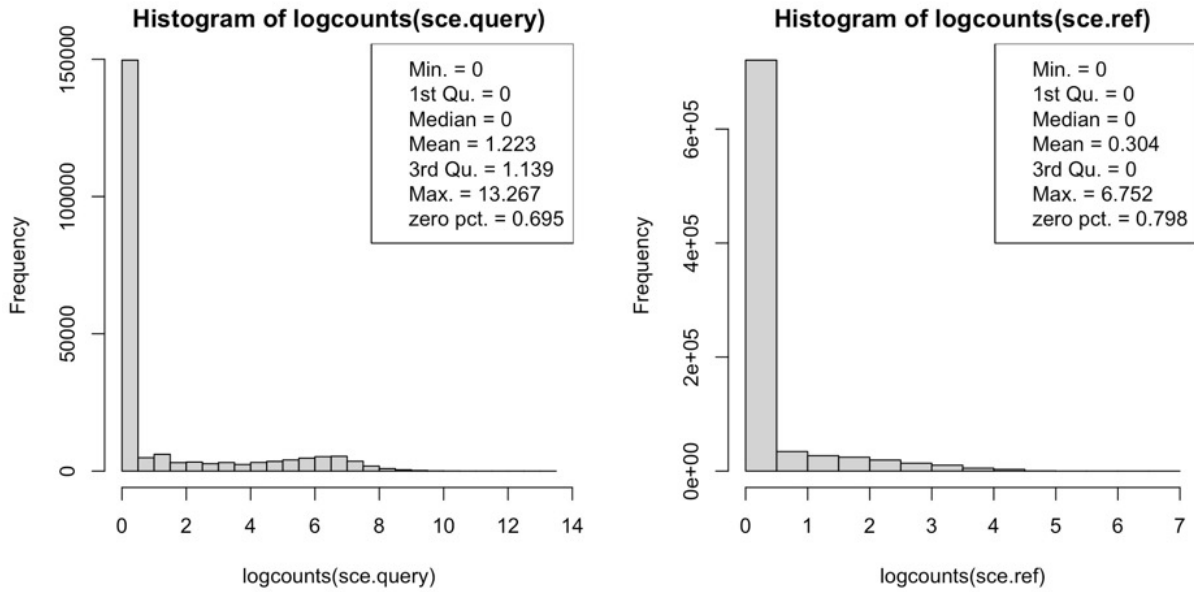 Histogram of logcounts(sce.query)
Min. = 0
1st Qu. = 0
Median = 0
Mean = 1.223
3rd Qu. = 1.139
Max. = 13.267
zero pct. = 0.695
Frequency
150000
100000
50000
0
0 2 4 6 8 10 12 14
logcounts(sce.query)
Histogram of logcounts(sce.ref)
Min. = 0
1st Qu. = 0
Median = 0
Mean = 0.304
3rd Qu. = 0
Max. = 6.752
zero pct. = 0.798
Frequency
6e+05
4e+05
2e+05
0e+00
0 1 2 3 4 5 6 7
logcounts(sce.ref)